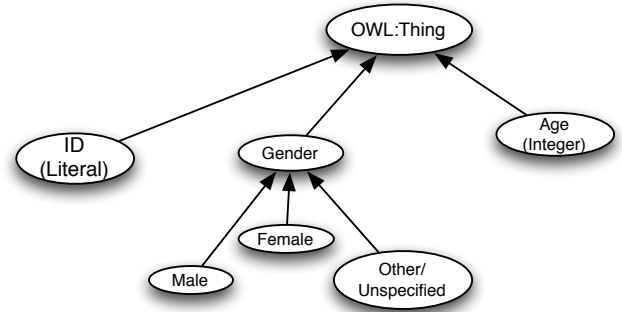 OWL:Thing
ID
(Literal)
Gender
Age
(Integer)
Female
Male
Other/
Unspecified